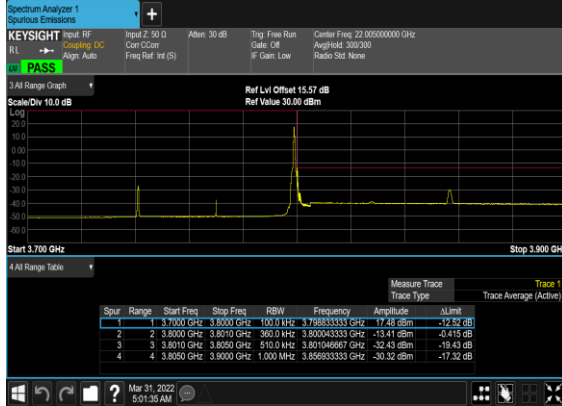 Spectrum Analyzer 1
Spurious Emissions
KEYSIGHT Input: RF Input Z: 50 Ω Atten: 30 dB Trig: Free Run Center Freq: 22.005000000 GHz
RL Coupling: DC Corr CCorr Gate: Off Avg|Hold: 300/300
Align: Auto Freq Ref: Int (S) IF Gain: Low Radio Std: None
PASS
3 All Range Graph
Ref Lvl Offset 15.57 dB
Scale/Div 10.0 dB Ref Value 30.00 dBm
Log
20.0
10.0
0.00
-10.0
-20.0
-30.0
-40.0
-50.0
-60.0
Start 3.700 GHz Stop 3.900 GH
4 All Range Table
Measure Trace Trace 1
Trace Type Trace Average (Active)
Spur Range Start Freq Stop Freq RBW Frequency Amplitude ΔLimit
1 1 3.7000 GHz 3.8000 GHz 100.0 kHz 3.798833333 GHz 17.48 dBm -12.52 dB
2 2 3.8000 GHz 3.8010 GHz 360.0 kHz 3.800043333 GHz -13.41 dBm -0.415 dB
3 3 3.8010 GHz 3.8050 GHz 510.0 kHz 3.801046667 GHz -32.43 dBm -19.43 dB
4 4 3.8050 GHz 3.9000 GHz 1.000 MHz 3.856933333 GHz -30.32 dBm -17.32 dB
Mar 31, 2022
5:01:35 AM